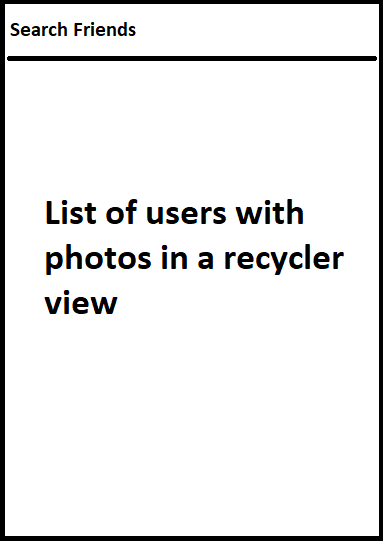 Search Friends
List of users with
photos in a recycler
view